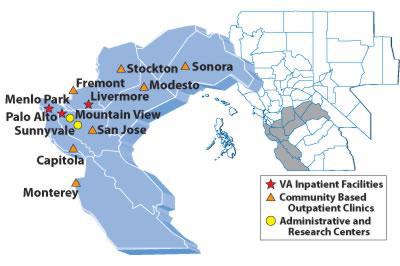 Stockton
Sonora
Fremont
Modesto
Livermore
Menlo Park
Palo Alto
Mountain View
Sunnyvale
San Jose
Capitola
Monterey
VA Inpatient Facilities
Community Based
Outpatient Clinics
Administrative and
Research Centers